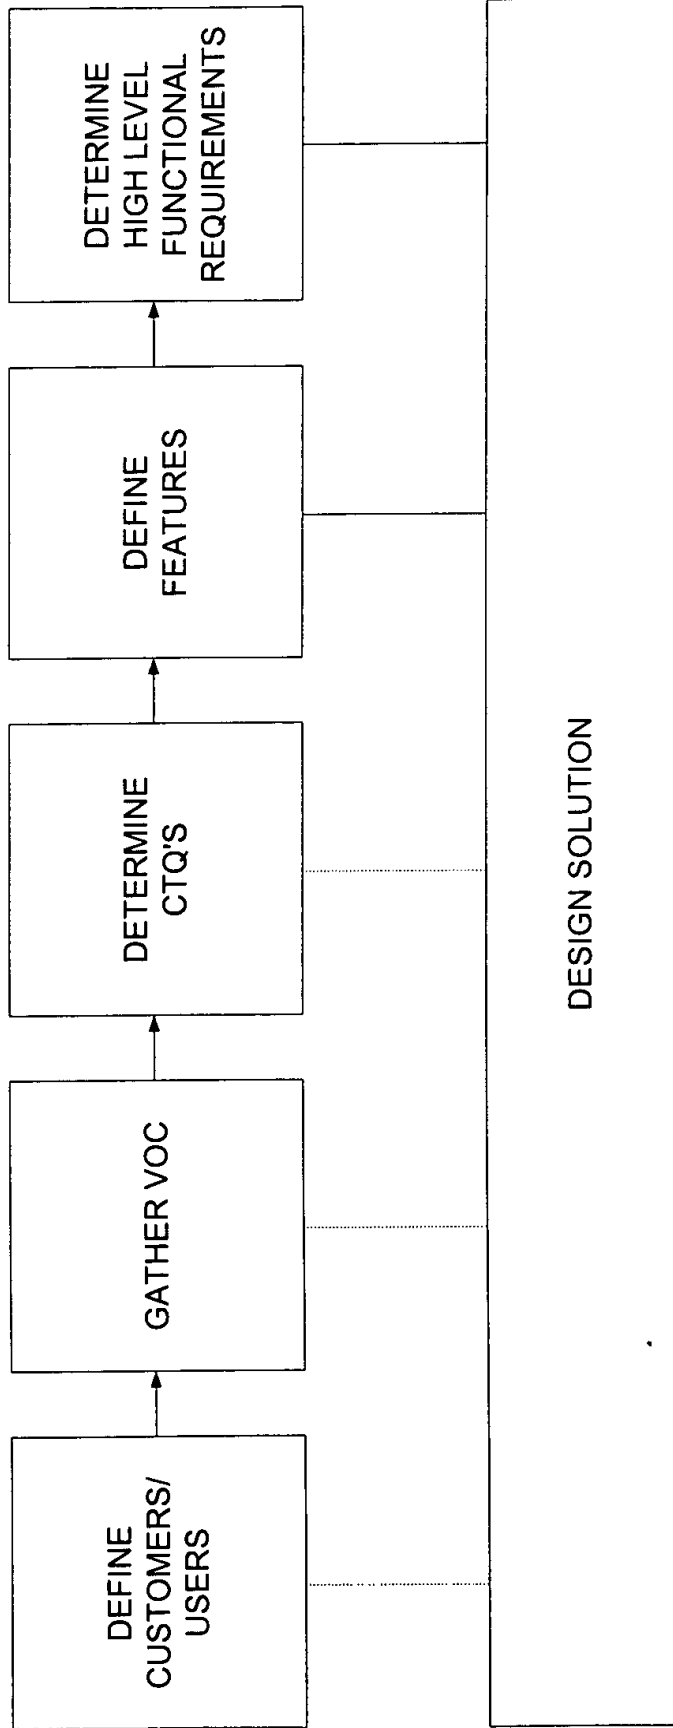 DEFINE
CUSTOMERS/
USERS
GATHER VOC
DETERMINE
CTQ'S
DEFINE
FEATURES
DETERMINE
HIGH LEVEL
FUNCTIONAL
REQUIREMENTS
DESIGN SOLUTION